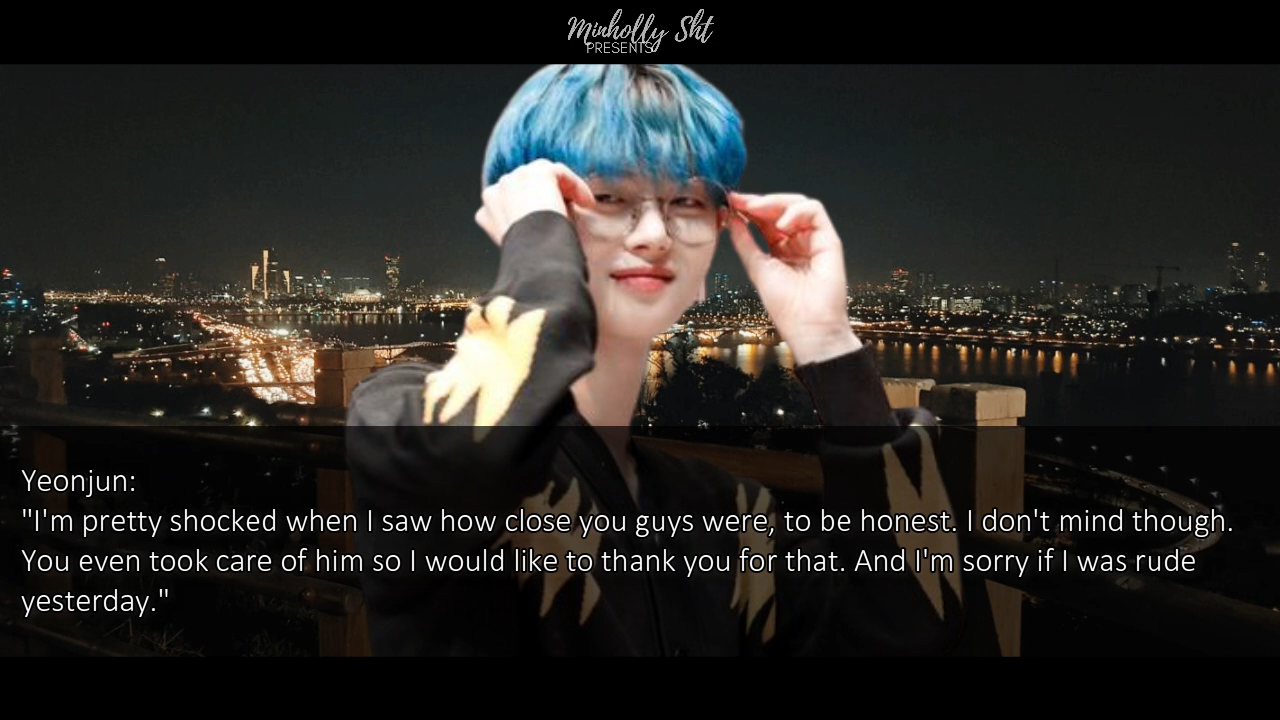 Minholly Sht
PRESENTS
Yeonjun:
"I'm pretty shocked when I saw how close you guys were, to be honest. I don't mind though.
You even took care of him so I would like to thank you for that. And I'm sorry if I was rude
yesterday."